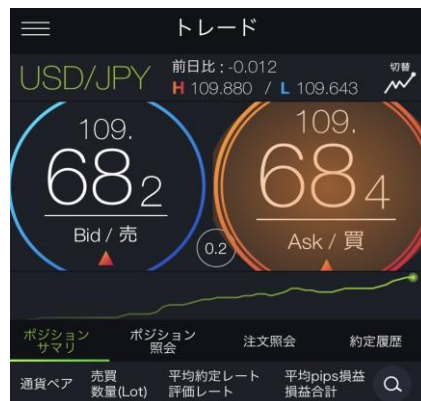 トレード
USD/JPY
前日比:-0.012
H 109.880 / L 109.643
切替
109.
682
Bid / 売
109.
684
Ask / 買
0.2
ポジション
サマリ
ポジション
照会
注文照会
約定履歴
通貨ペア
売買
数量(Lot)
平均約定レート
評価レート
平均pips損益
損益合計